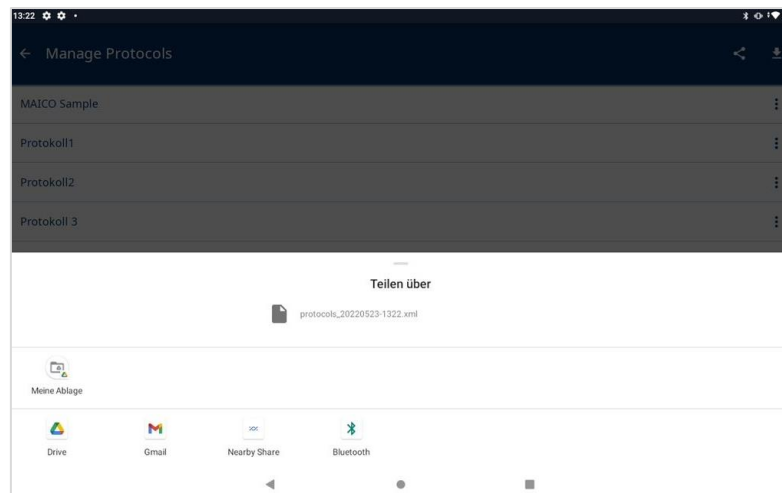 13:22
Manage Protocols
MAICO Sample
Protokoll1
Protokoll2
Protokoll 3
Teilen über
protocols_20220523-1322.xml
Meine Ablage
Drive Gmail Nearby Share Bluetooth